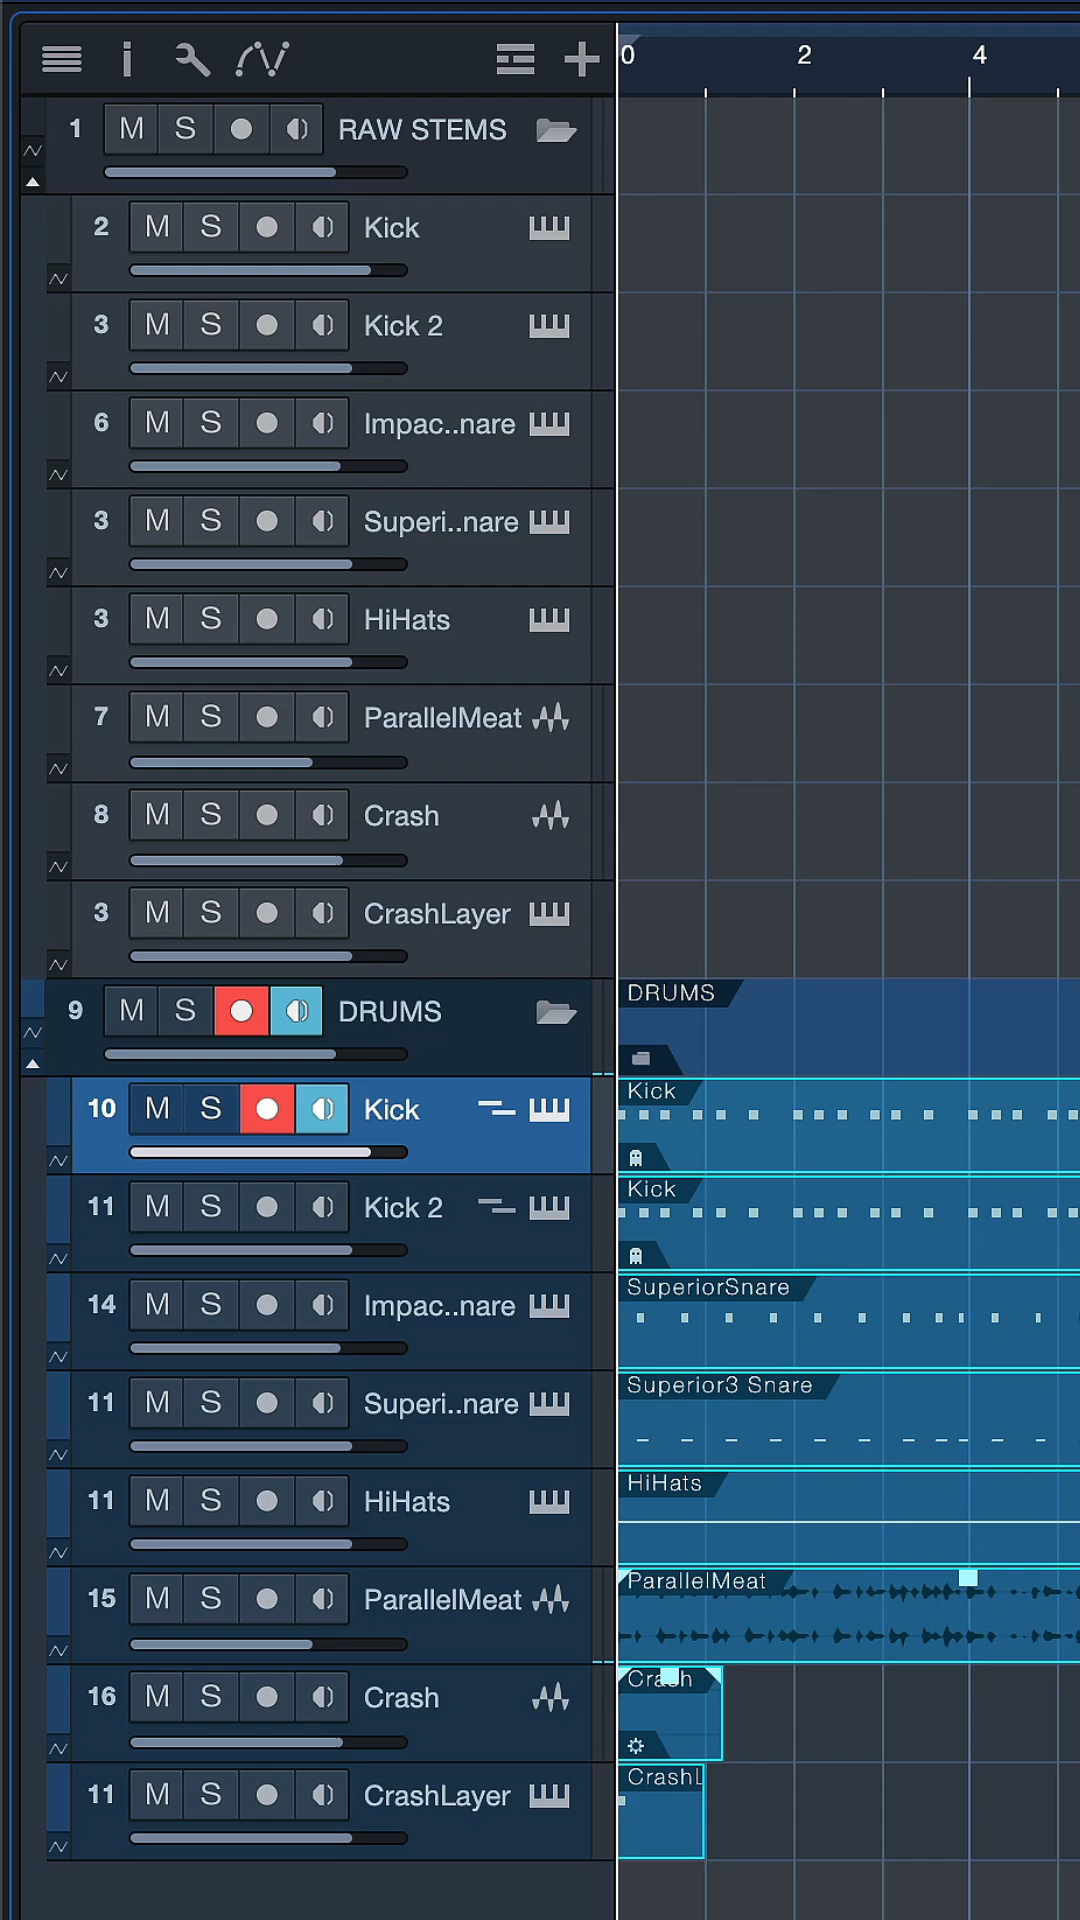 0 2 4
1 M S RAW STEMS
2 M S Kick
3 M S Kick 2
6 M S Impac..nare
3 M S Superi..nare
3 M S HiHats
7 M S ParallelMeat
8 M S Crash
3 M S CrashLayer
9 M S DRUMS
DRUMS
10 M S Kick
Kick
11 M S Kick 2
Kick
14 M S Impac..nare
SuperiorSnare
11 M S Superi..nare
Superior3 Snare
11 M S HiHats
HiHats
15 M S ParallelMeat
ParallelMeat
16 M S Crash
Crash
11 M S CrashLayer
CrashL